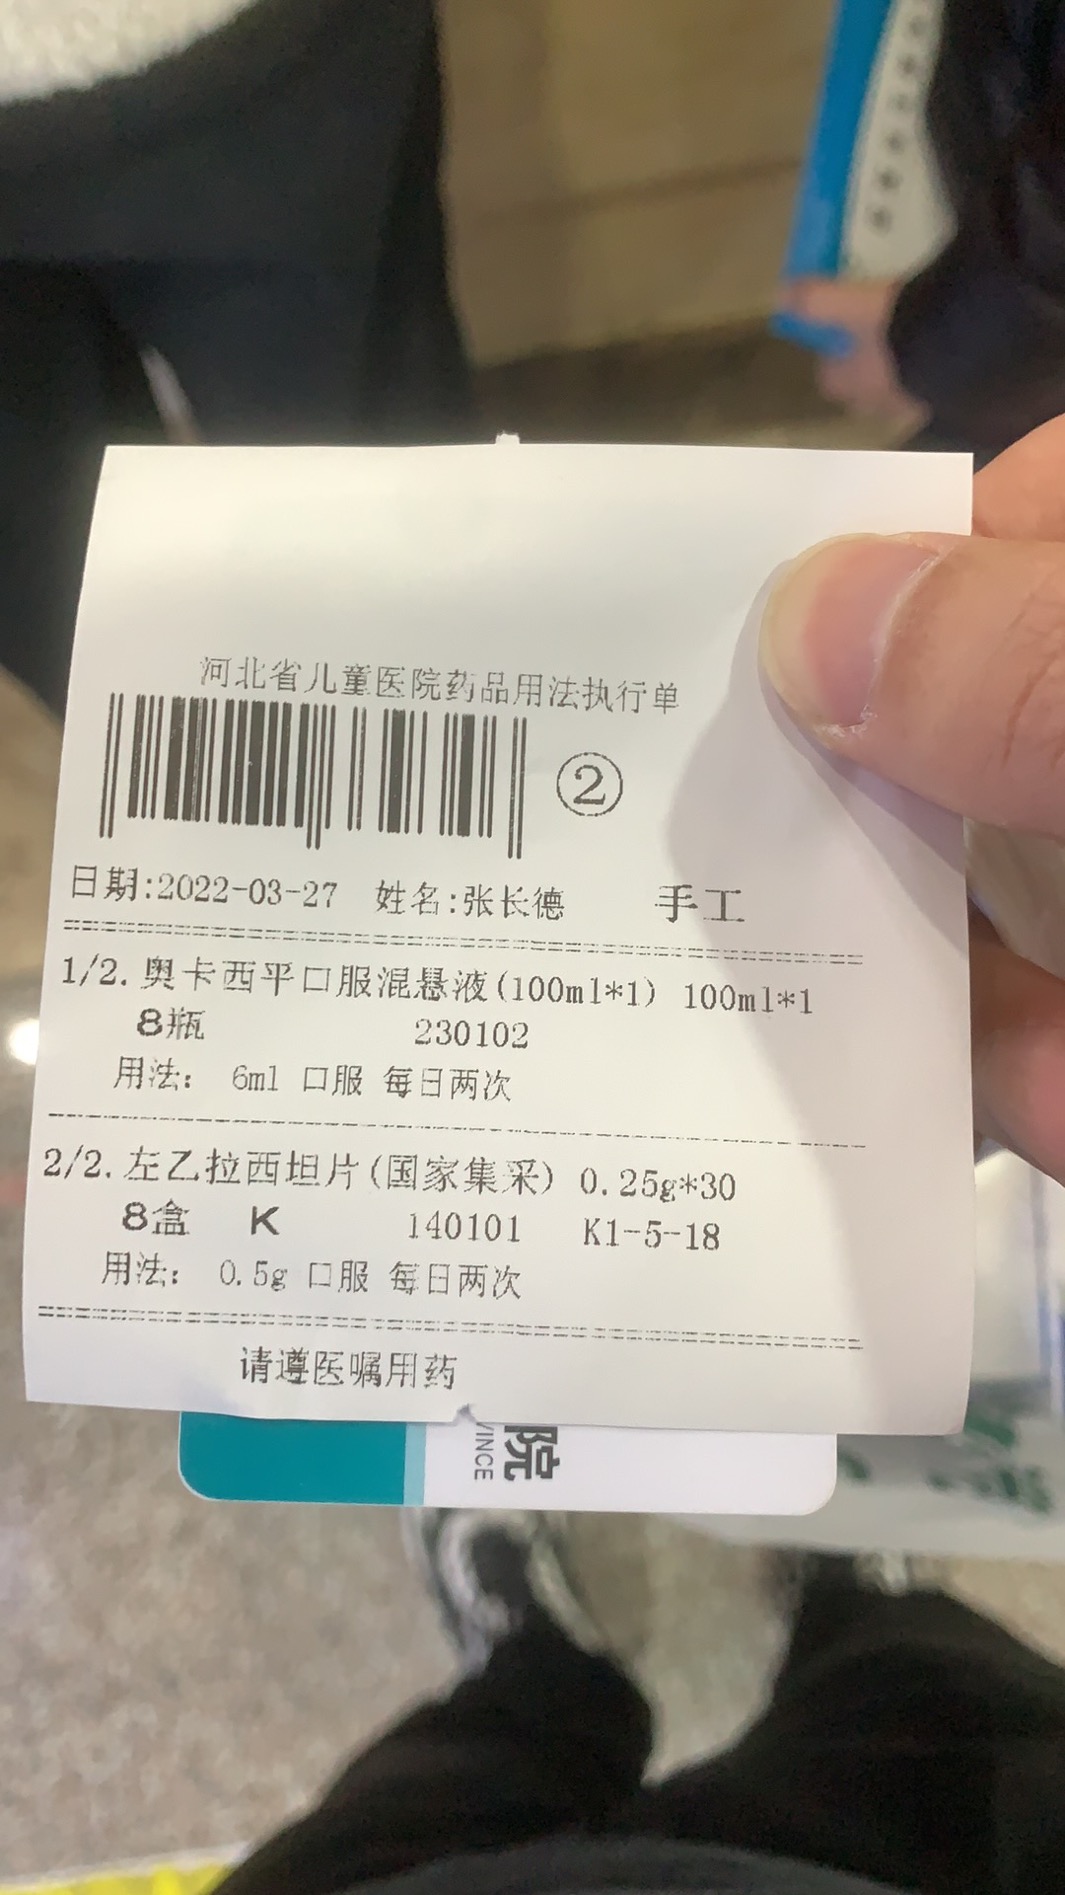 河北省儿童医院药品用法执行单
②
日期:2022-03-27 姓名:张长德 手工
1/2.奥卡西平口服混悬液(100ml*1) 100ml*1
8瓶 230102
用法: 6ml 口服 每日两次
2/2.左乙拉西坦片(国家集采) 0.25g*30
8盒 K 140101 K1-5-18
用法: 0.5g 口服 每日两次
请遵医嘱用药
院
VINCE